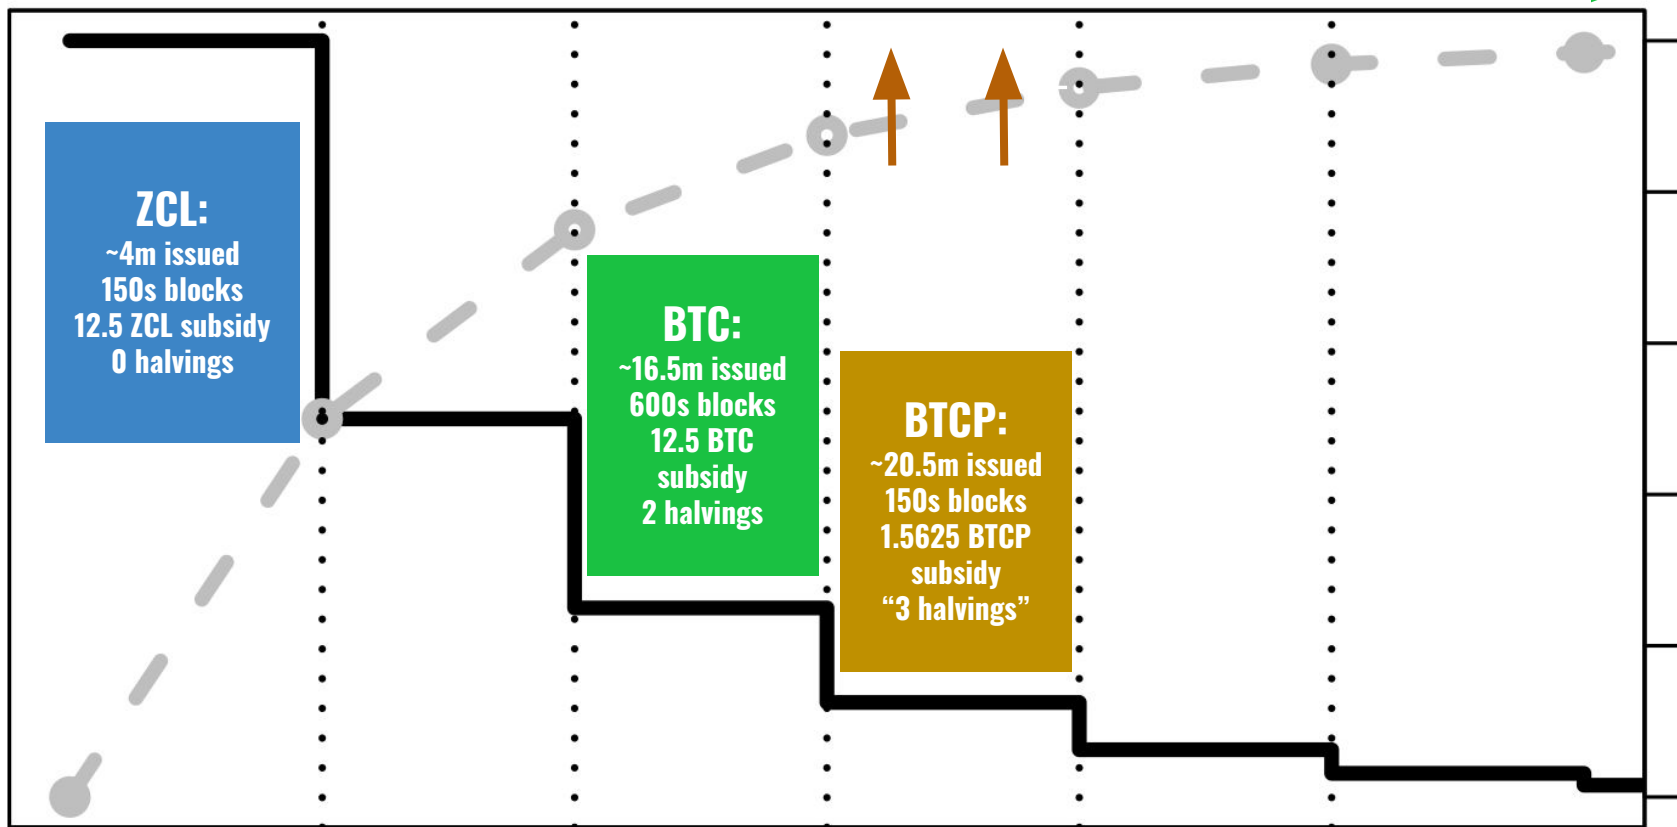 ZCL:
~4m issued
150s blocks
12.5 ZCL subsidy
0 halvings
BTC:
~16.5m issued
600s blocks
12.5 BTC
subsidy
2 halvings
BTCP:
~20.5m issued
150s blocks
1.5625 BTCP
subsidy
“3 halvings”